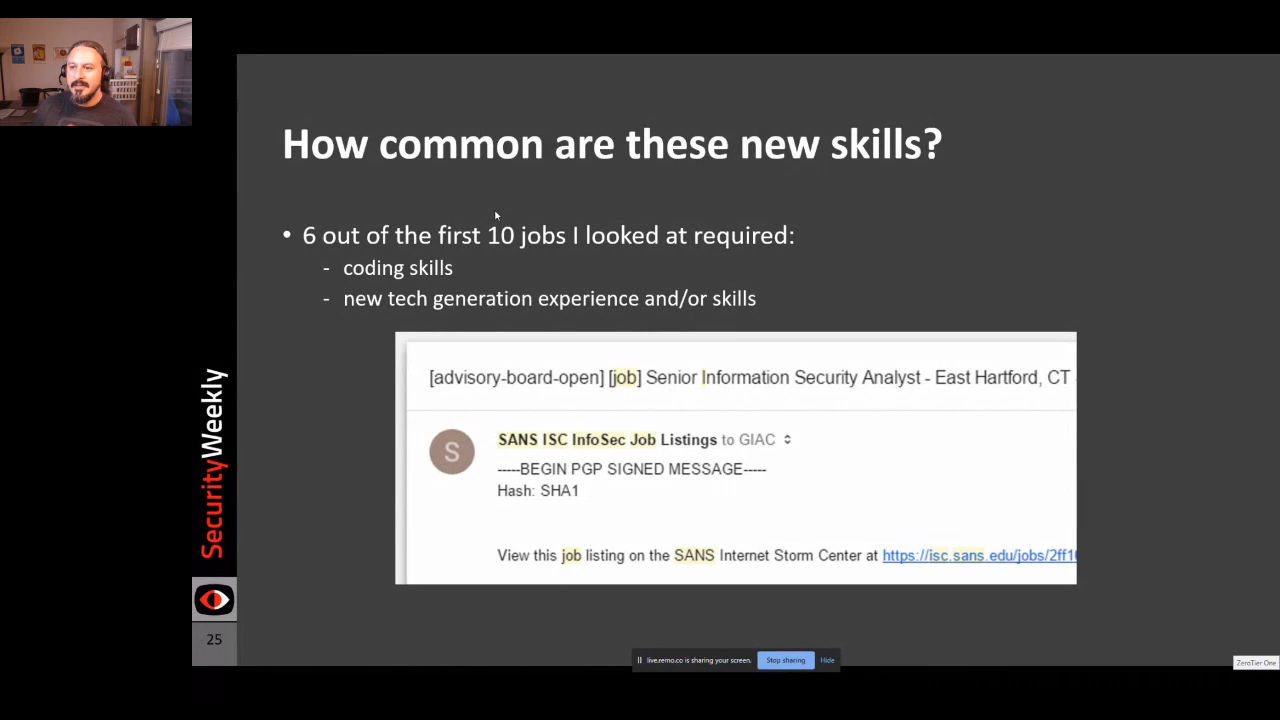 How common are these new skills?
• 6 out of the first 10 jobs I looked at required:
- coding skills
- new tech generation experience and/or skills
[advisory-board-open] [job] Senior Information Security Analyst - East Hartford, CT
S
SANS ISC InfoSec Job Listings to GIAC
-----BEGIN PGP SIGNED MESSAGE-----
Hash: SHA1
View this job listing on the SANS Internet Storm Center at https://isc.sans.edu/jobs/2ff1
SecurityWeekly
25
live.remo.co is sharing your screen. Stop sharing Hide
ZeroTier One